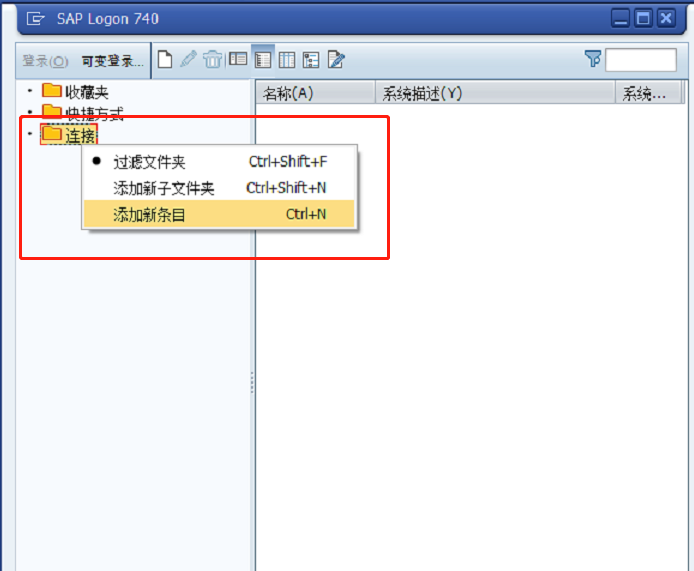 SAP Logon 740
登录(O) 可变登录...
名称(A) 系统描述(Y) 系统...
收藏夹
快捷方式
连接
过滤文件夹 Ctrl+Shift+F
添加新子文件夹 Ctrl+Shift+N
添加新条目 Ctrl+N